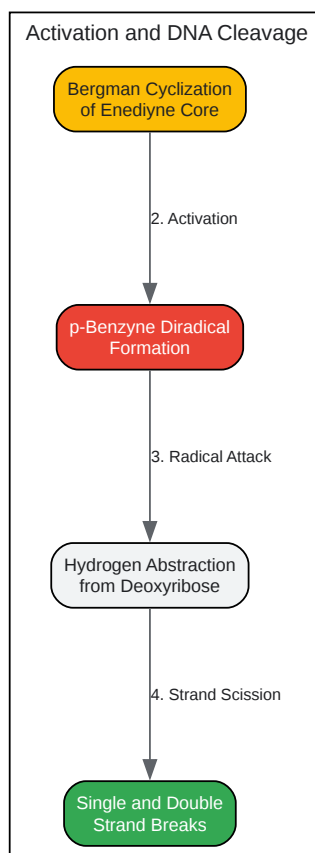 Activation and DNA Cleavage
Bergman Cyclization
of Enediyne Core
2. Activation
p-Benzyne Diradical
Formation
3. Radical Attack
Hydrogen Abstraction
from Deoxyribose
4. Strand Scission
Single and Double
Strand Breaks